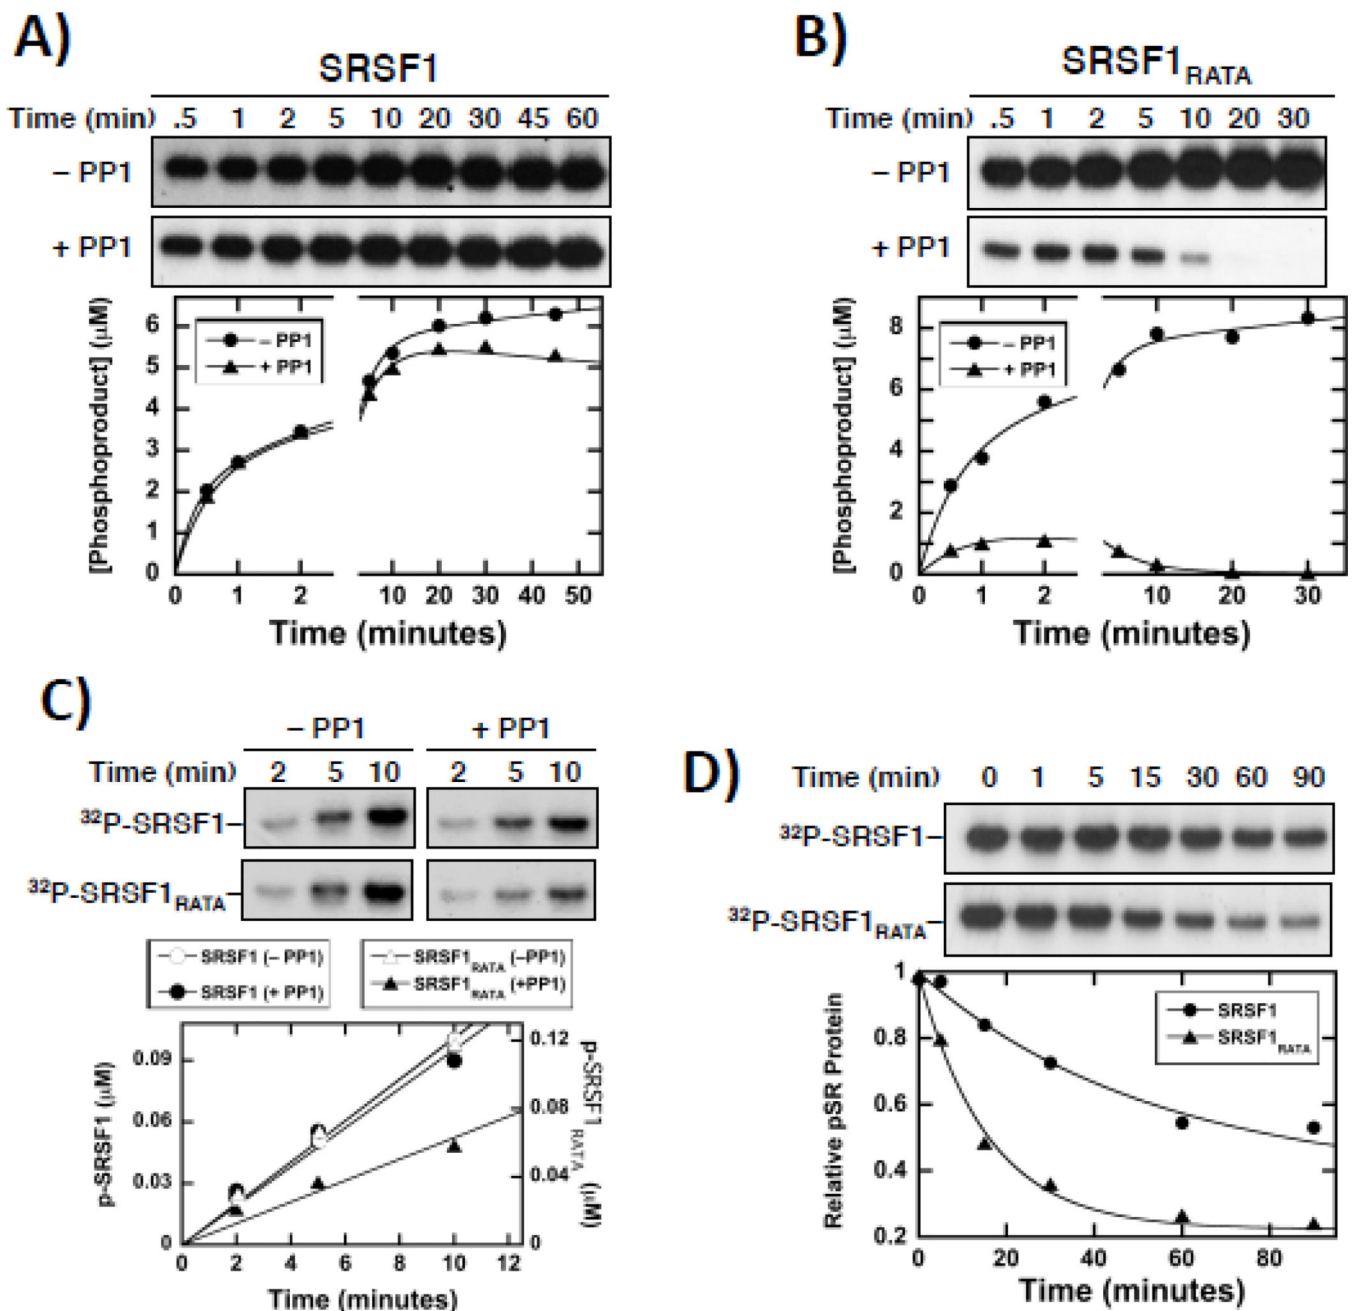 A)
SRSF1
Time (min) .5 1 2 5 10 20 30 45 60
– PP1
+ PP1
[Phosphoproduct] (μM)
6
5
4
3
2
1
0
– PP1
+ PP1
0 1 2 10 20 30 40 50
Time (minutes)
B)
SRSF1RATA
Time (min) .5 1 2 5 10 20 30
– PP1
+ PP1
[Phosphoproduct] (μM)
8
6
4
2
0
– PP1
+ PP1
0 1 2 10 20 30
Time (minutes)
C)
– PP1 + PP1
Time (min) 2 5 10 2 5 10
32P-SRSF1–
32P-SRSF1RATA–
SRSF1 (– PP1)
SRSF1 (+ PP1)
SRSF1RATA (–PP1)
SRSF1RATA (+PP1)
p-SRSF1 (μM)
0.09
0.06
0.03
0
0.12
0.08
0.04
0
p-SRSF1RATA (μM)
0 2 4 6 8 10 12
Time (minutes)
D)
Time (min) 0 1 5 15 30 60 90
32P-SRSF1–
32P-SRSF1RATA–
Relative pSR Protein
1
0.8
0.6
0.4
0.2
SRSF1
SRSF1RATA
0 20 40 60 80
Time (minutes)